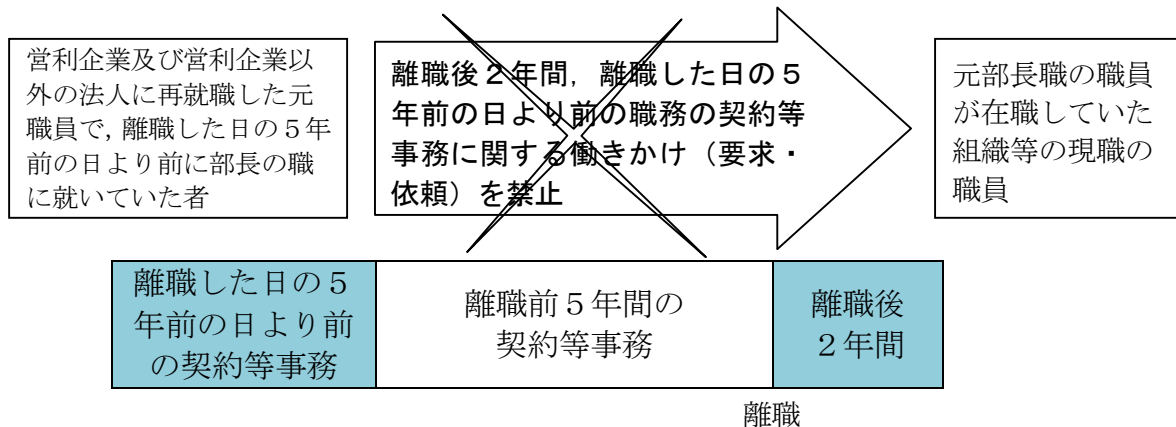 営利企業及び営利企業以
外の法人に再就職した元
職員で，離職した日の５年
前の日より前に部長の職
に就いていた者
離職後２年間，離職した日の５
年前の日より前の職務の契約等
事務に関する働きかけ（要求・
依頼）を禁止
元部長職の職員
が在職していた
組織等の現職の
職員
離職した日の５
年前の日より前
の契約等事務
離職前５年間の
契約等事務
離職後
２年間
離職